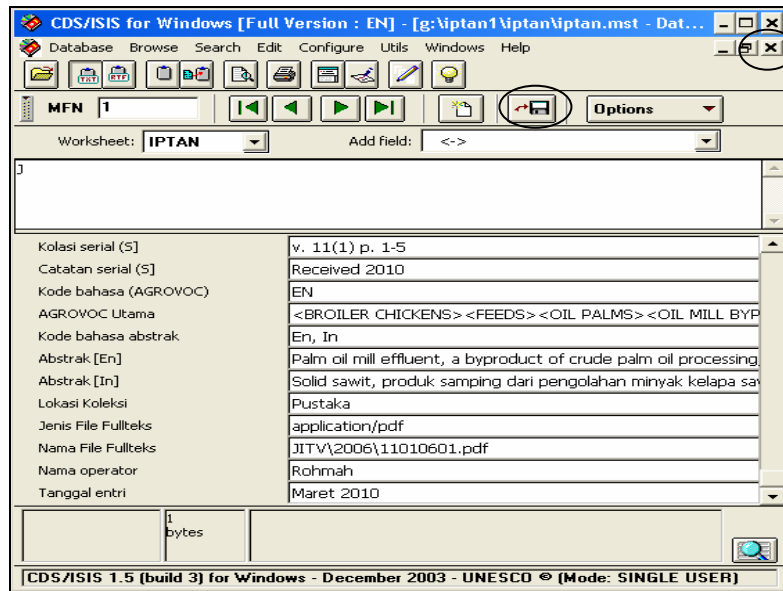 CDS/ISIS for Windows [Full Version : EN] - [g:\iptan1\iptan\iptan.mst - Dat...
Database Browse Search Edit Configure Utils Windows Help
TXT RTF
MFN 1 Options
Worksheet: IPTAN Add field: <->
J
Kolasi serial (S] v. 11(1) p. 1-5
Catatan serial (S] Received 2010
Kode bahasa (AGROVOC) EN
AGROVOC Utama <BROILER CHICKENS><FEEDS><OIL PALMS><OIL MILL BYP
Kode bahasa abstrak En, In
Abstrak [En] Palm oil mill effluent, a byproduct of crude palm oil processing,
Abstrak [In] Solid sawit, produk samping dari pengolahan minyak kelapa sa
Lokasi Koleksi Pustaka
Jenis File Fullteks application/pdf
Nama File Fullteks JITV\2006\11010601.pdf
Nama operator Rohmah
Tanggal entri Maret 2010
1
bytes
CDS/ISIS 1.5 (build 3) for Windows - December 2003 - UNESCO © (Mode: SINGLE USER)